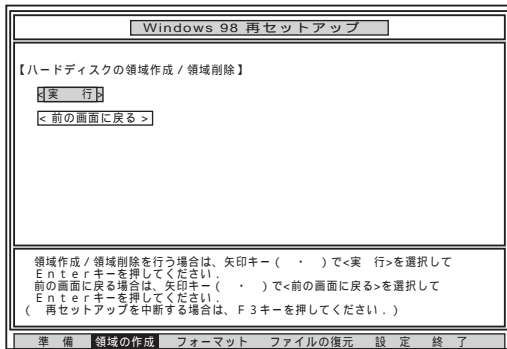 Windows 98 再セットアップ
【ハードディスクの領域作成/領域削除】
<実　行>
<前の画面に戻る>
領域作成/領域削除を行う場合は、矢印キー(　・　)で<実　行>を選択して
Enterキーを押してください.
前の画面に戻る場合は、矢印キー(　・　)で<前の画面に戻る>を選択して
Enterキーを押してください.
(　再セットアップを中断する場合は、F3キーを押してください.)
準　備　領域の作成　フォーマット　ファイルの復元　設　定　終　了